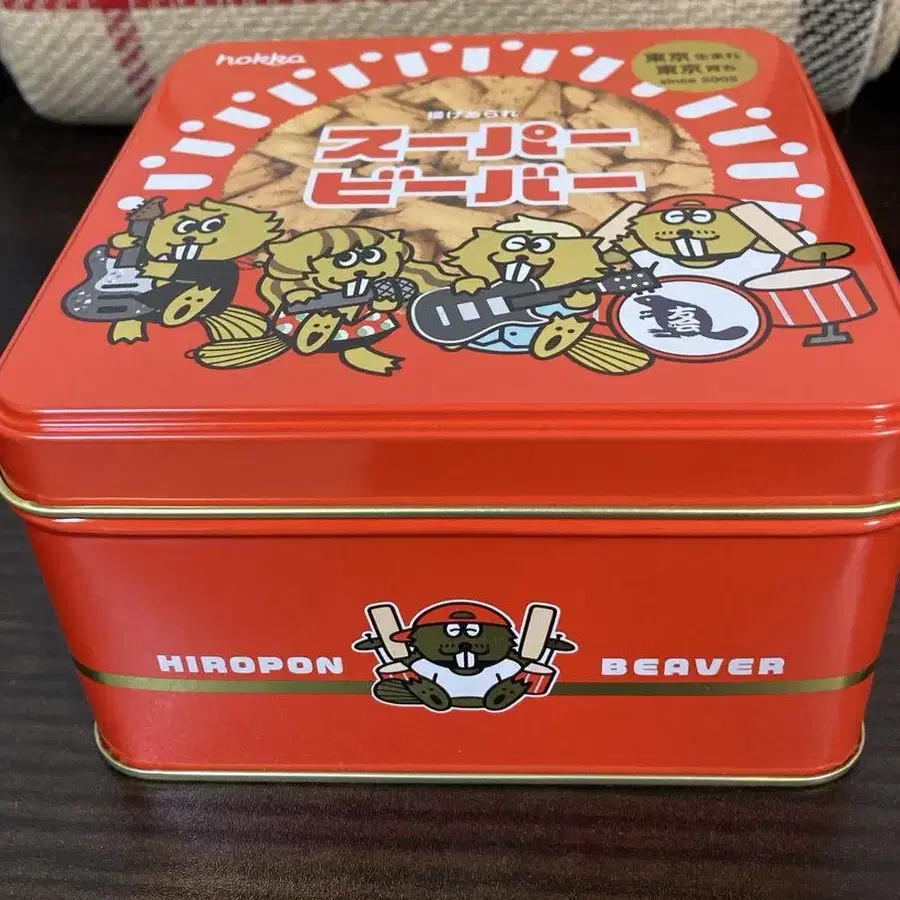 hokka
東京生まれ
東京育ち
since 2005
揚げあられ
スーパー
ビーバー
HIROPON BEAVER